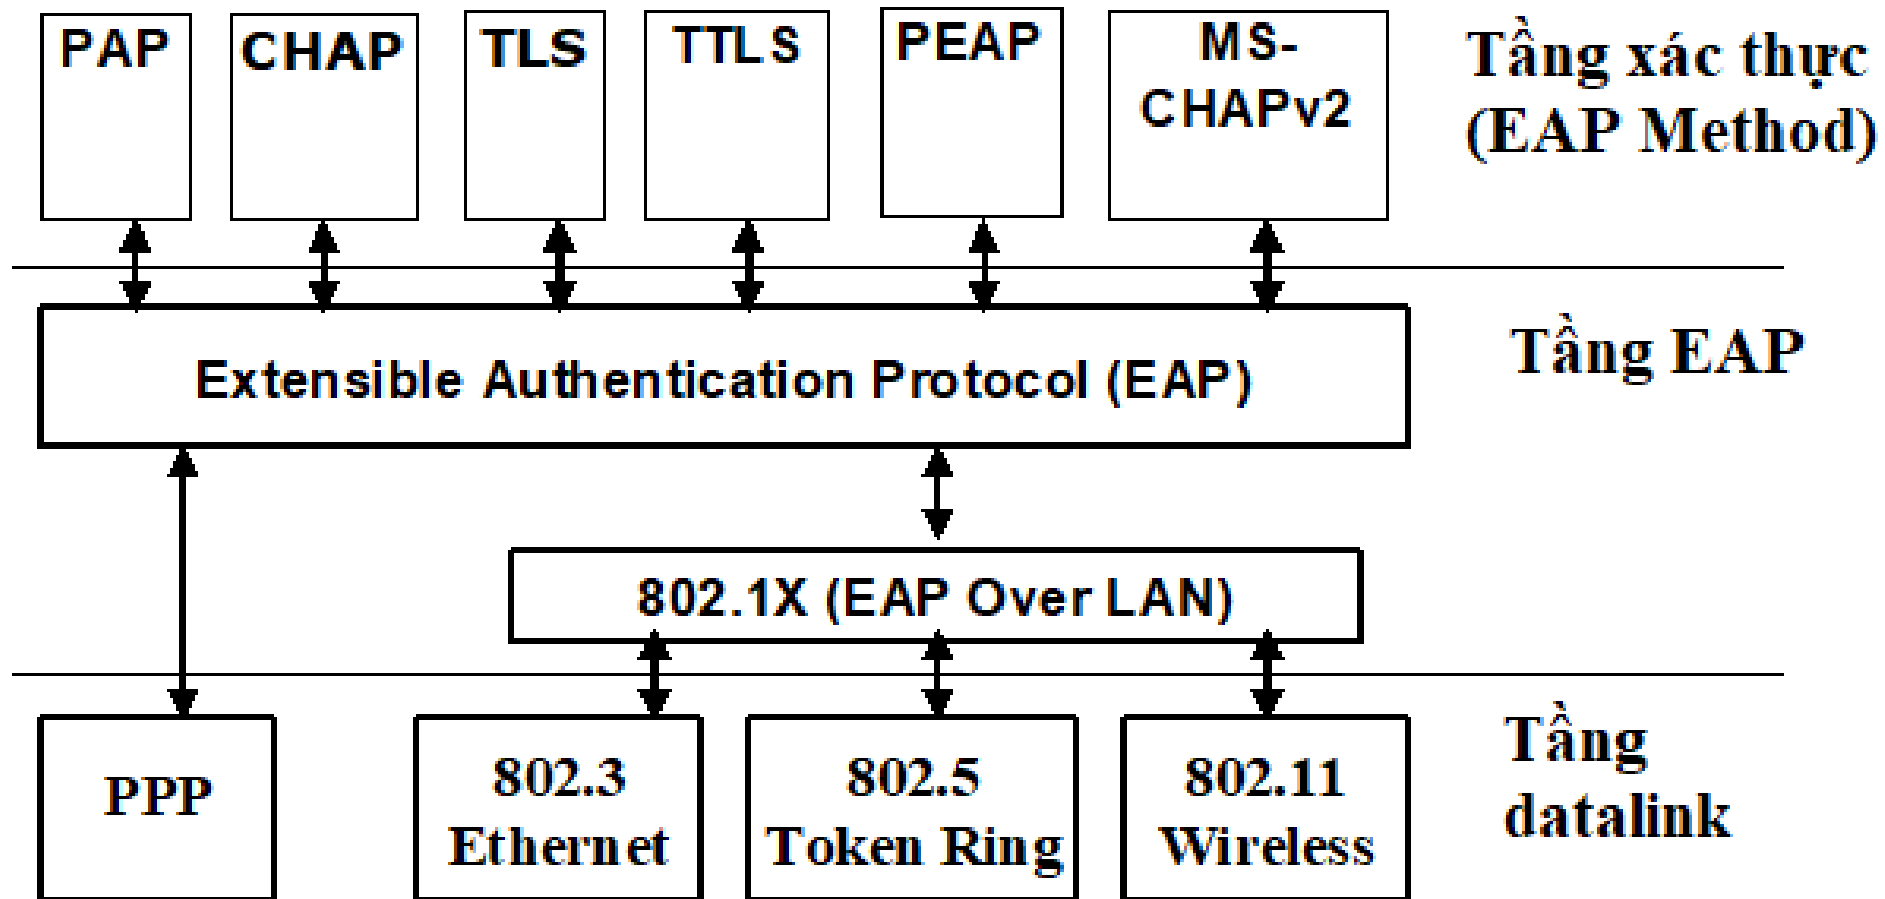 PAP
CHAP
TLS
TTLS
PEAP
MS-
CHAPv2
Tầng xác thực
(EAP Method)
Extensible Authentication Protocol (EAP)
Tầng EAP
802.1X (EAP Over LAN)
PPP
802.3
Ethernet
802.5
Token Ring
802.11
Wireless
Tầng
datalink